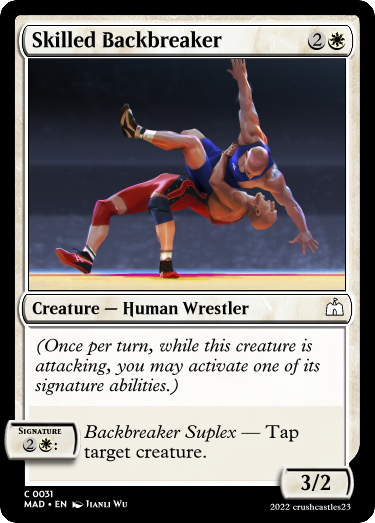 Skilled Backbreaker 2
Creature — Human Wrestler
(Once per turn, while this creature is
attacking, you may activate one of its
signature abilities.)
SIGNATURE
2 :
Backbreaker Suplex — Tap
target creature.
3/2
C 0031
MAD • EN JIANLI WU
2022 crushcastles23